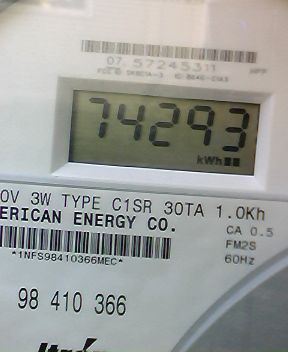 07 57245311
74293
kWh
0V 3W TYPE C1SR 30TA 1.0Kh
ERICAN ENERGY CO.
CA 0.5
FM2S
60Hz
*1NFS98410366MEC*
98 410 366
Itron